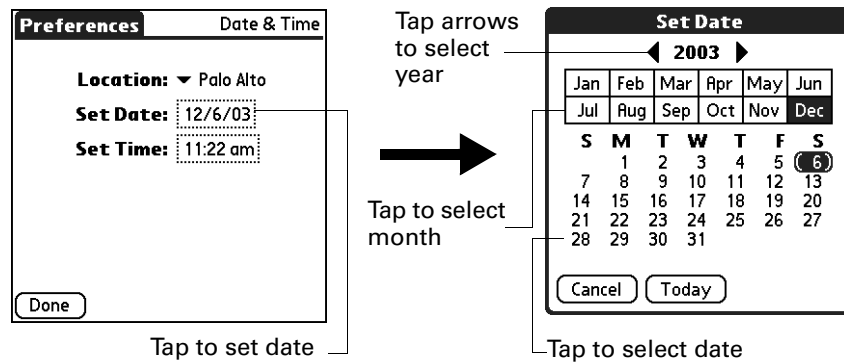 Preferences Date & Time
Location: Palo Alto
Set Date: 12/6/03
Set Time: 11:22 am
Done
Tap to set date
Tap arrows
to select
year
Tap to select
month
Set Date
2003
Jan Feb Mar Apr May Jun
Jul Aug Sep Oct Nov Dec
S M T W T F S
1 2 3 4 5 6
7 8 9 10 11 12 13
14 15 16 17 18 19 20
21 22 23 24 25 26 27
28 29 30 31
Cancel Today
Tap to select date